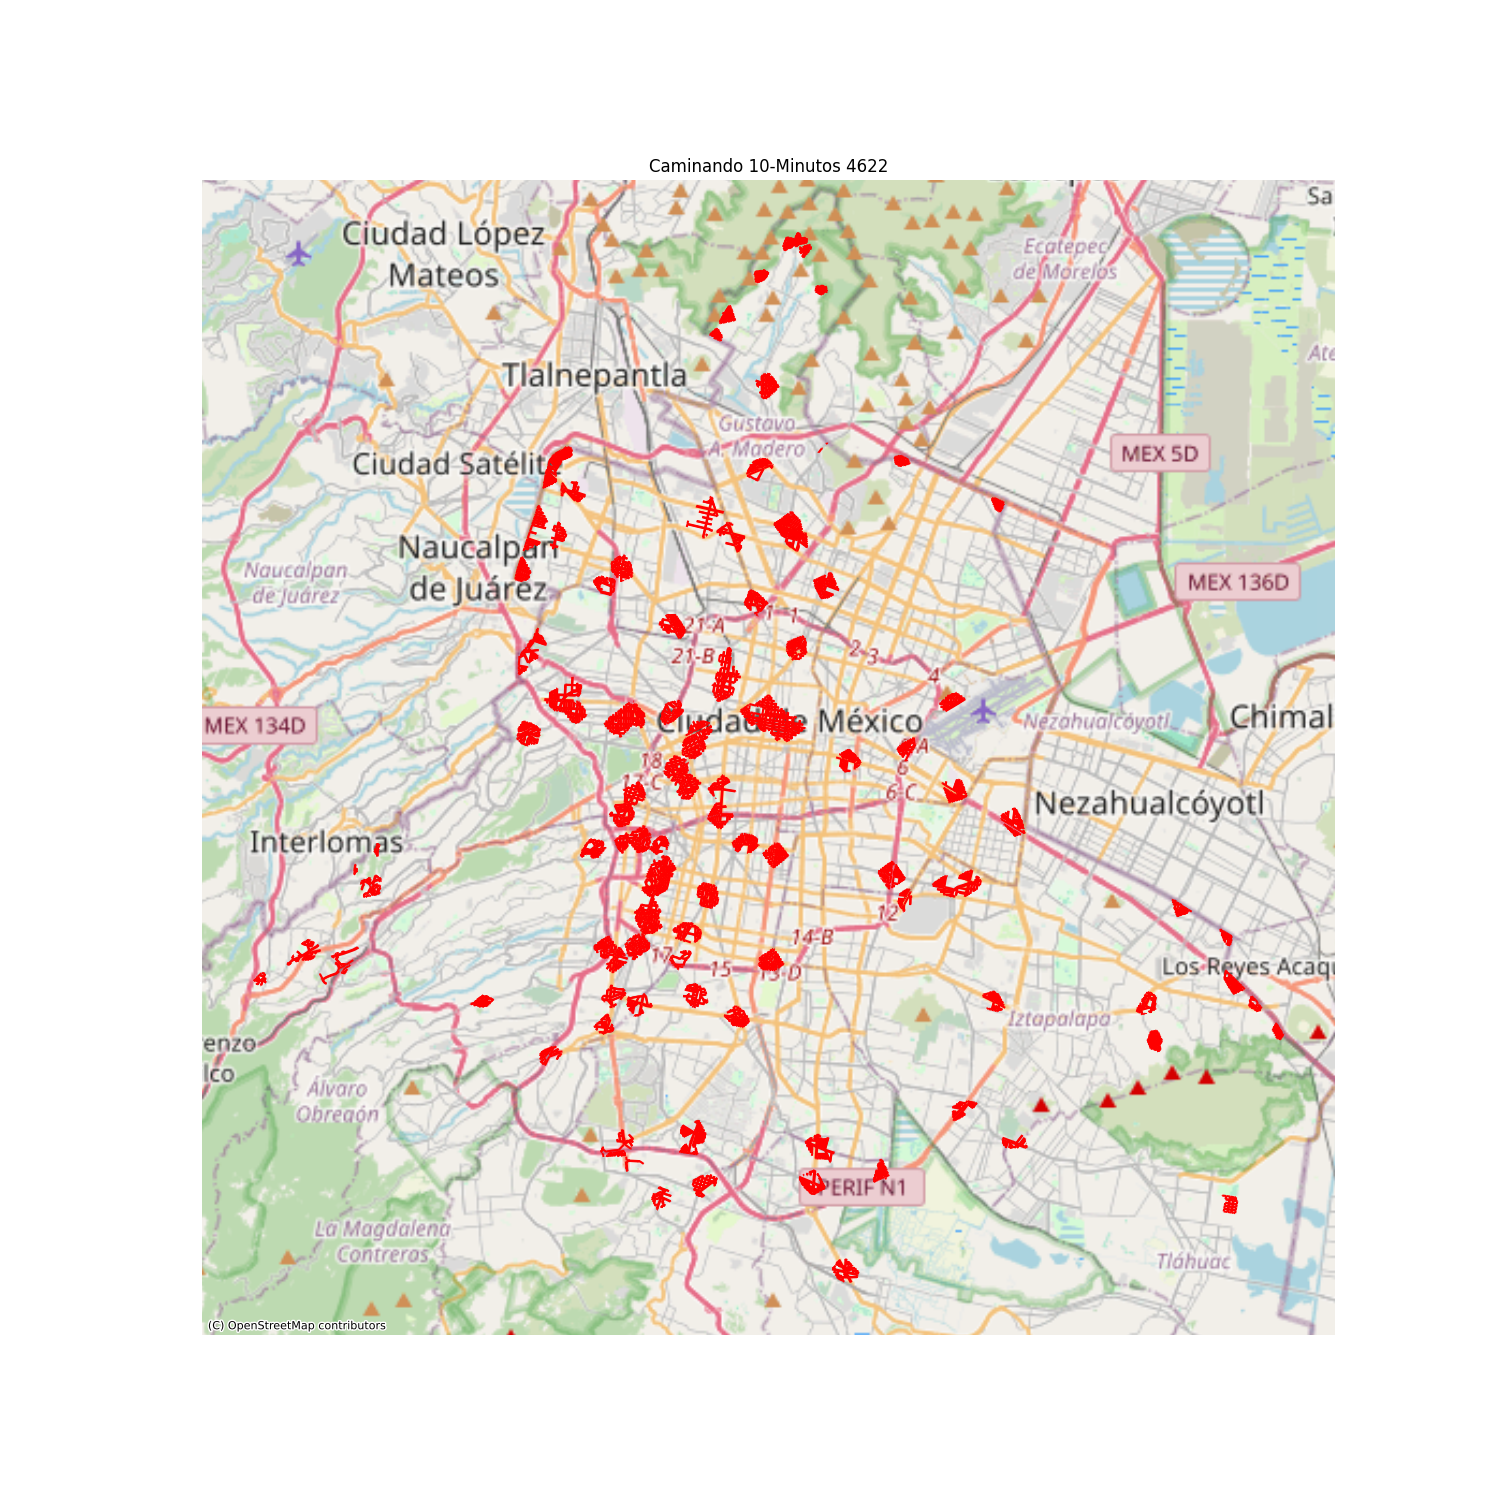 Caminando 10-Minutos 4622
Sa
Ciudad López
Mateos
Ecatepec
de Morelos
Ate
Tlalnepantla
Gustavo
A. Madero
MEX 5D
Ciudad Satélit
Naucalpan
de Juárez
Naucalpan
de Juárez
MEX 136D
21-A
1
1
21-B
2
3
4
MEX 134D
Ciudad de México
Nezahualcóyotl
Chimal
A
18
6
17-C
6-C
Nezahualcóyotl
Interlomas
12
14-B
17
15
13-D
Los Reyes Acaqu
Iztapalapa
enzo
lco
Álvaro
Obregón
PERIF N1
La Magdalena
Contreras
Tláhuac
(C) OpenStreetMap contributors